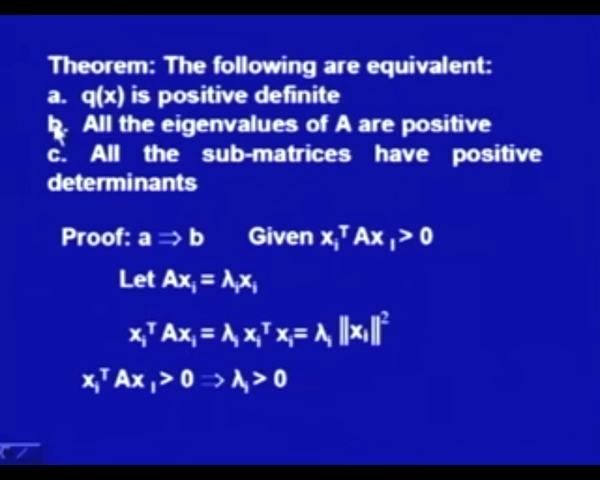 Theorem: The following are equivalent:
a. q(x) is positive definite
b. All the eigenvalues of A are positive
c. All the sub-matrices have positive
determinants
Proof: a ⇒ b Given xᵢᵀ Ax ᵢ > 0
Let Axᵢ = λᵢxᵢ
xᵢᵀ Axᵢ = λᵢ xᵢᵀ xᵢ= λᵢ ‖xᵢ‖²
xᵢᵀ Ax ᵢ > 0 ⇒ λᵢ > 0